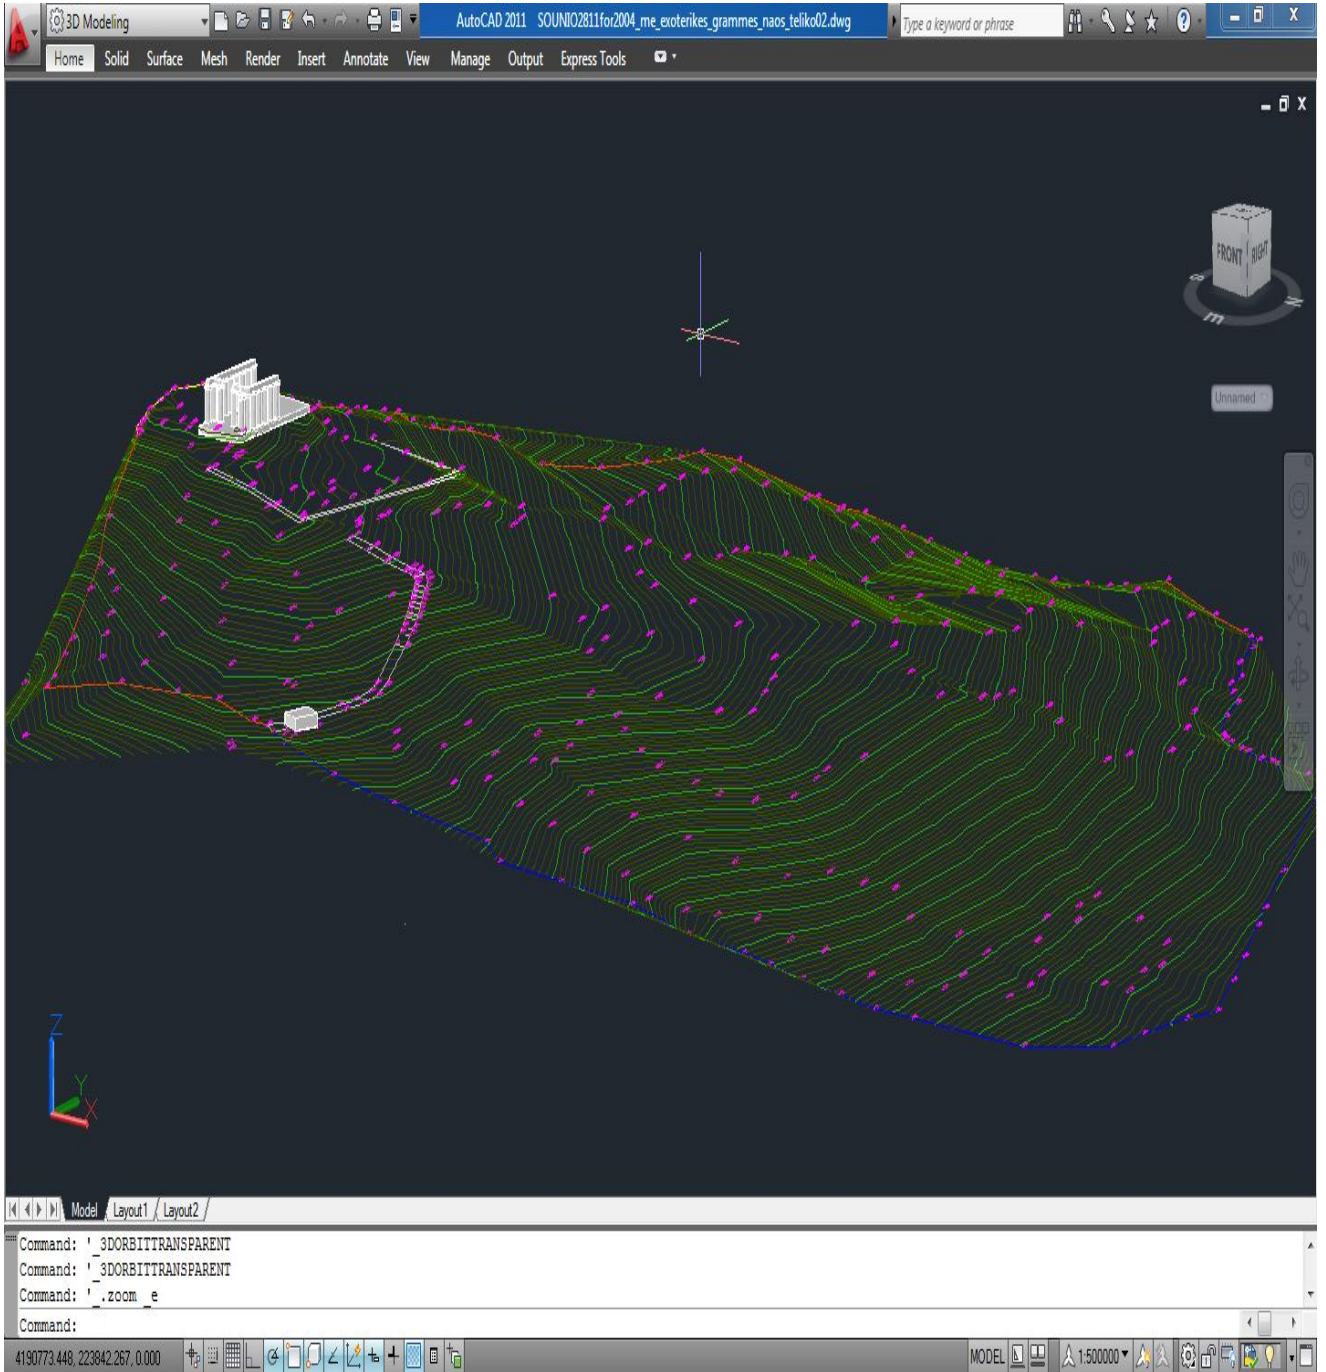 3D Modeling
AutoCAD 2011 SOUNIO2811for2004_me_exoterikes_grammes_naos_teliko02.dwg
Type a keyword or phrase
Home Solid Surface Mesh Render Insert Annotate View Manage Output Express Tools
FRONT RIGHT
S E N
Unnamed
Z
Y
X
Model Layout1 Layout2
Command: '_3DORBITTRANSPARENT
Command: '_3DORBITTRANSPARENT
Command: '_.zoom _e
Command:
4190773.448, 223842.267, 0.000 MODEL 1:500000